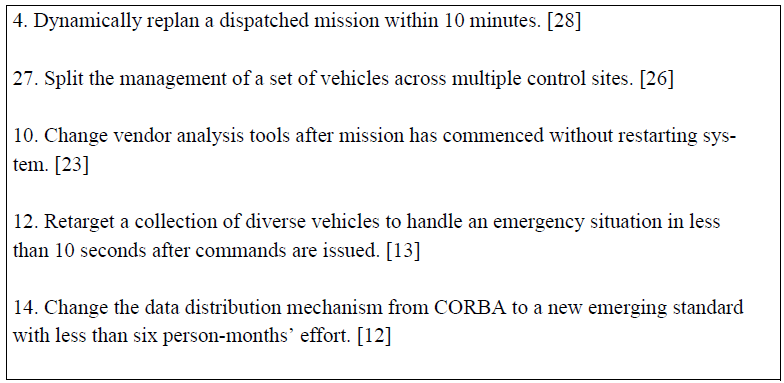 4. Dynamically replan a dispatched mission within 10 minutes. [28]
27. Split the management of a set of vehicles across multiple control sites. [26]
10. Change vendor analysis tools after mission has commenced without restarting sys-
tem. [23]
12. Retarget a collection of diverse vehicles to handle an emergency situation in less
than 10 seconds after commands are issued. [13]
14. Change the data distribution mechanism from CORBA to a new emerging standard
with less than six person-months’ effort. [12]